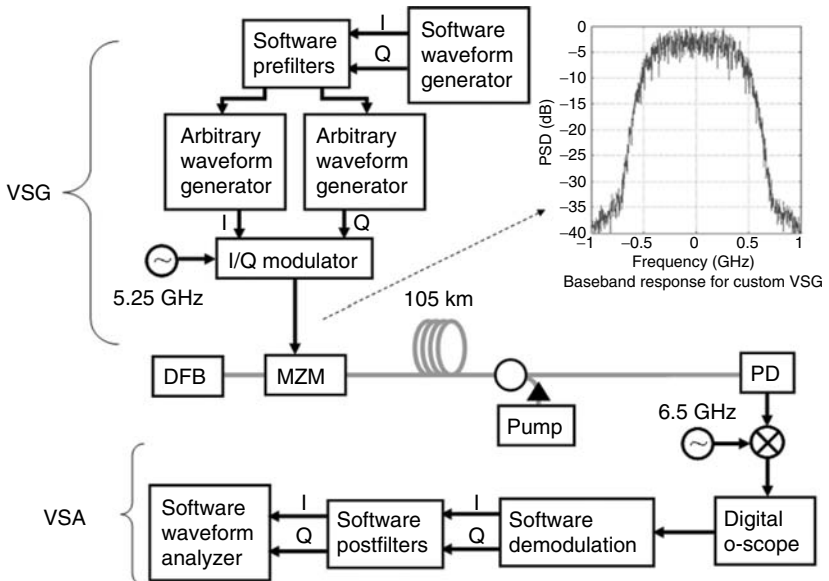 Software
prefilters
I
Q
Software
waveform
generator
Arbitrary
waveform
generator
Arbitrary
waveform
generator
VSG
I
Q
I/Q modulator
5.25 GHz
105 km
DFB
MZM
PD
Pump
6.5 GHz
VSA
Software
waveform
analyzer
I
Q
Software
postfilters
I
Q
Software
demodulation
Digital
o-scope
PSD (dB)
0
–5
–10
–15
–20
–25
–30
–35
–40
–1
–0.5
0
0.5
1
Frequency (GHz)
Baseband response for custom VSG